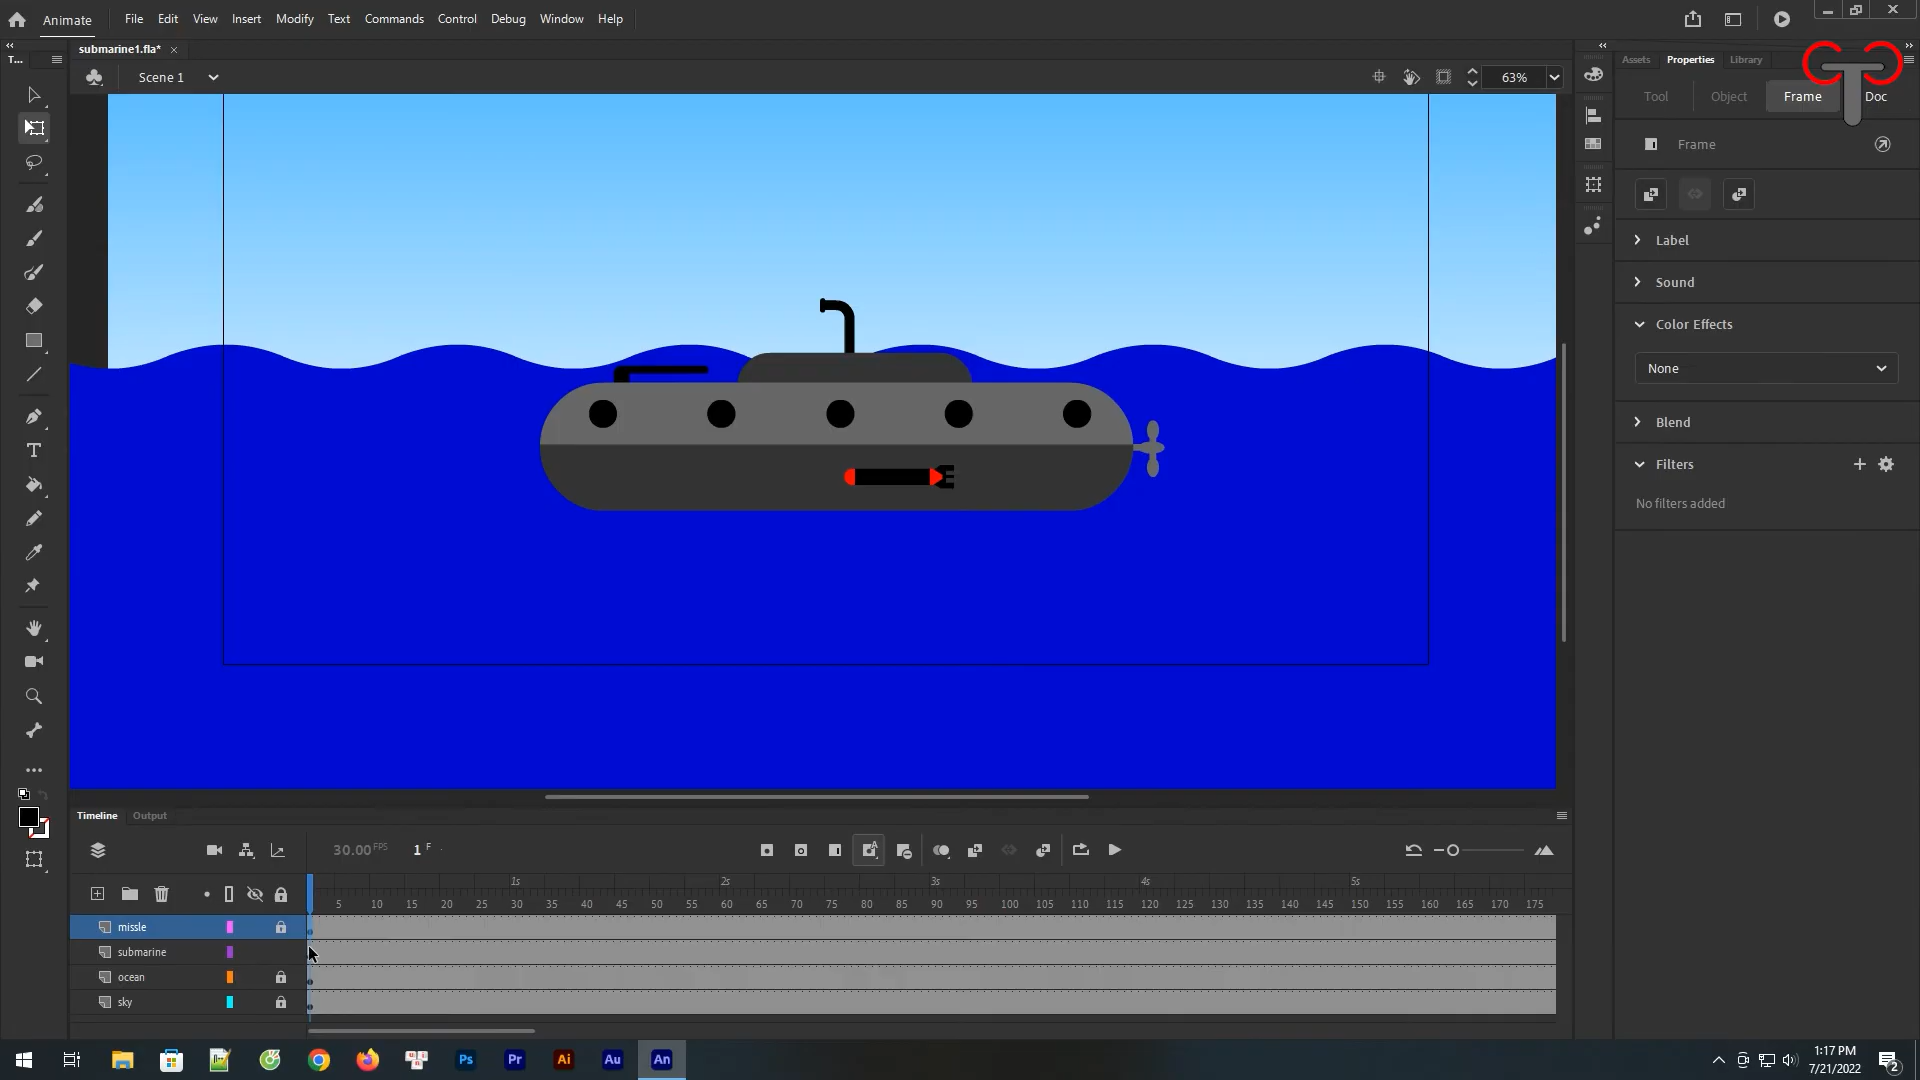 Animate File Edit View Insert Modify Text Commands Control Debug Window Help
submarine1.fla*
T...
Assets Properties Library
Scene 1
63%
Tool Object Frame Doc
Frame
Label
Sound
Color Effects
None
Blend
Filters
No filters added
Timeline Output
30.00 FPS 1 F
1s 2s 3s 4s 5s
5 10 15 20 25 30 35 40 45 50 55 60 65 70 75 80 85 90 95 100 105 110 115 120 125 130 135 140 145 150 155 160 165 170 175
missle
submarine
ocean
sky
Ps Pr Ai Au An
1:17 PM
7/21/2022
2